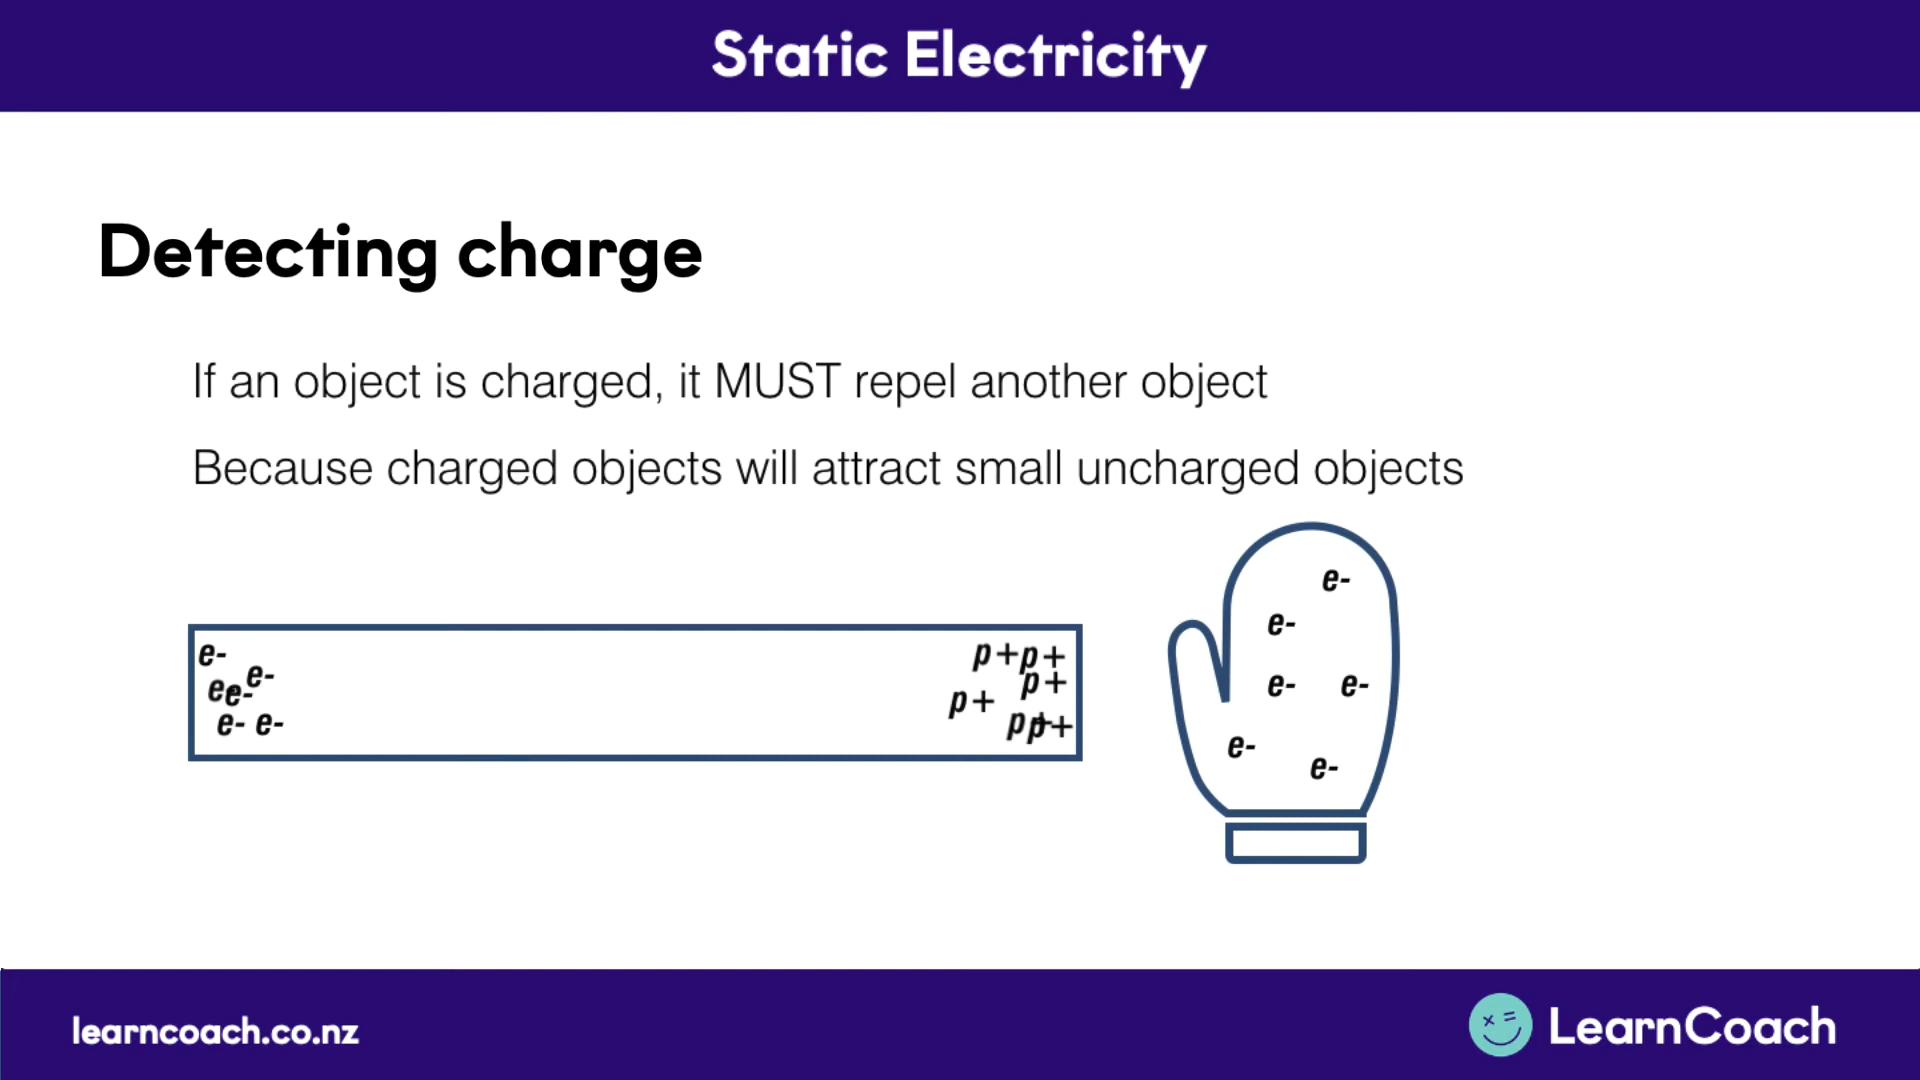 Static Electricity
Detecting charge
If an object is charged, it MUST repel another object
Because charged objects will attract small uncharged objects
e-
e-
e-
e-
e- e-
p+ p+
p+
p+
p+ p+
e-
e-
e- e-
e-
e-
learncoach.co.nz
LearnCoach